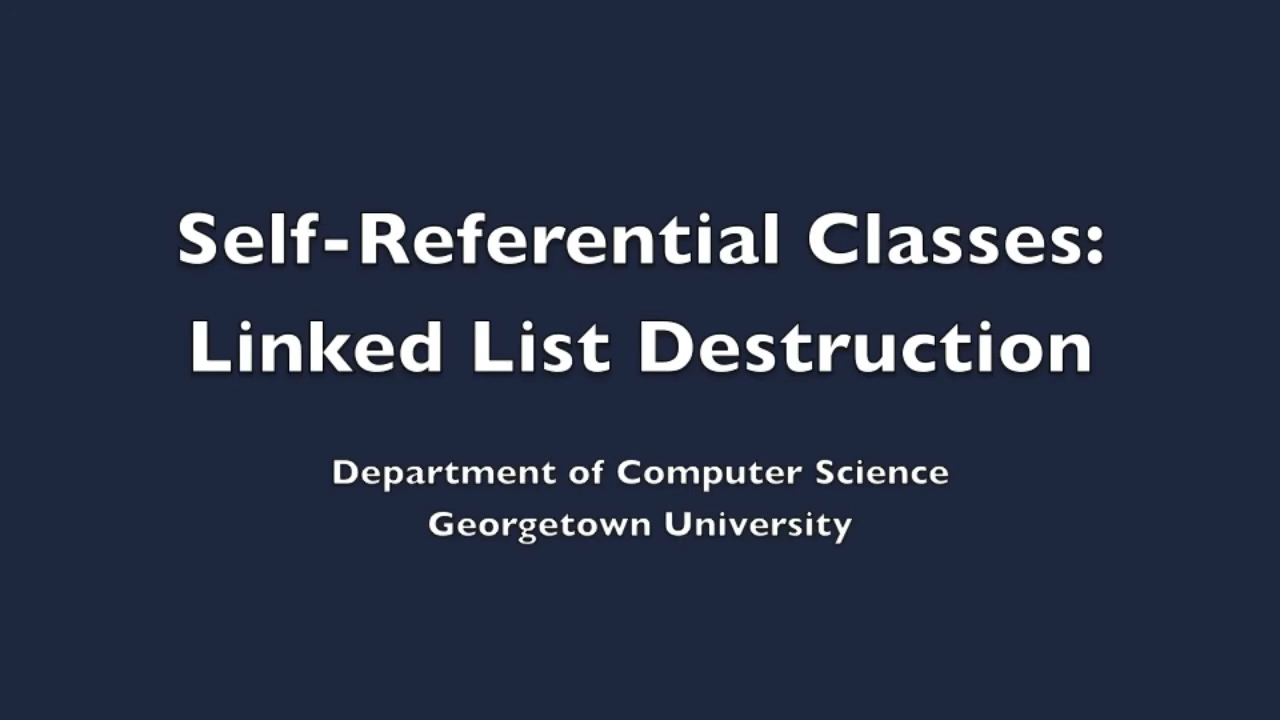 Self-Referential Classes:
Linked List Destruction
Department of Computer Science
Georgetown University